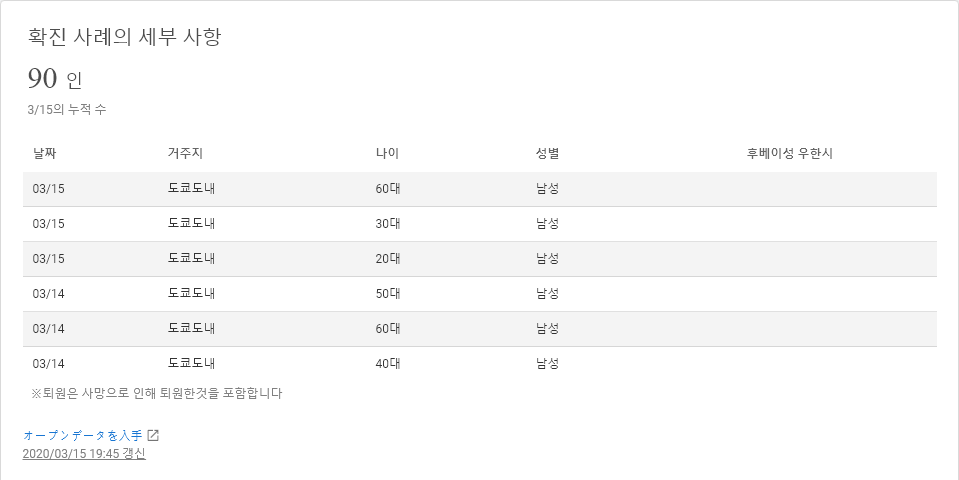 확진 사례의 세부 사항
90 인
3/15의 누적 수
날짜 거주지 나이 성별 후베이성 우한시
03/15 도쿄도내 60대 남성
03/15 도쿄도내 30대 남성
03/15 도쿄도내 20대 남성
03/14 도쿄도내 50대 남성
03/14 도쿄도내 60대 남성
03/14 도쿄도내 40대 남성
※퇴원은 사망으로 인해 퇴원한것을 포함합니다
オープンデータを入手
2020/03/15 19:45 갱신